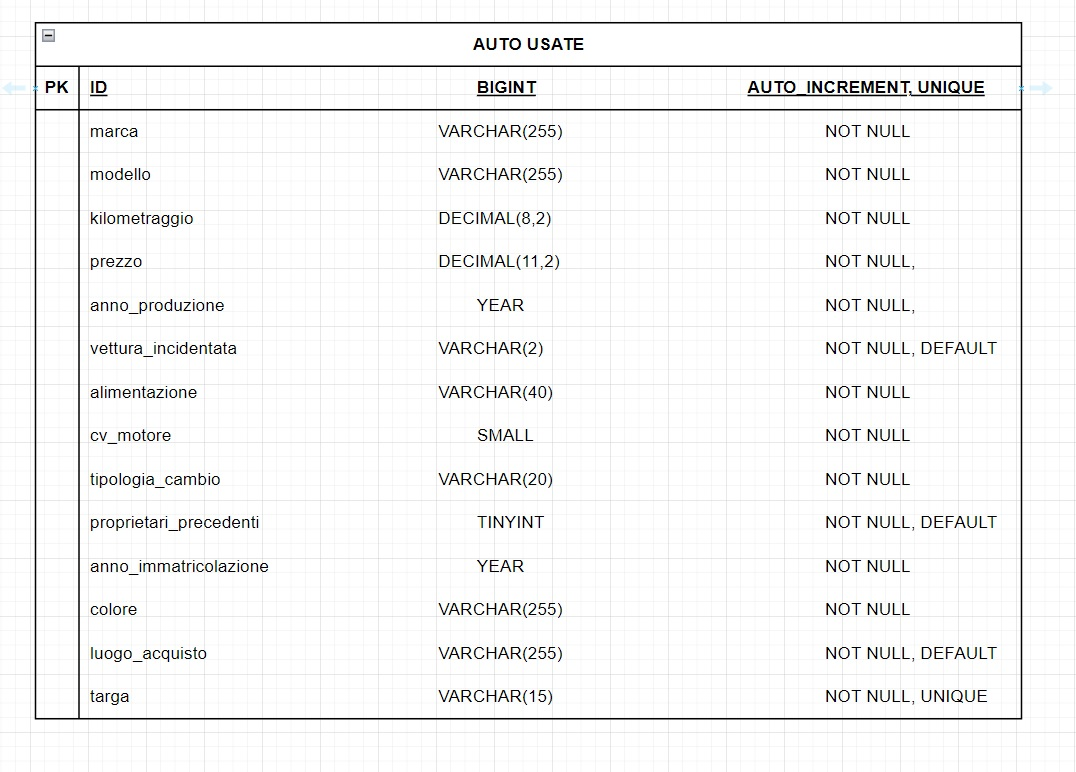 AUTO USATE
PK ID BIGINT AUTO_INCREMENT, UNIQUE
marca VARCHAR(255) NOT NULL
modello VARCHAR(255) NOT NULL
kilometraggio DECIMAL(8,2) NOT NULL
prezzo DECIMAL(11,2) NOT NULL,
anno_produzione YEAR NOT NULL,
vettura_incidentata VARCHAR(2) NOT NULL, DEFAULT
alimentazione VARCHAR(40) NOT NULL
cv_motore SMALL NOT NULL
tipologia_cambio VARCHAR(20) NOT NULL
proprietari_precedenti TINYINT NOT NULL, DEFAULT
anno_immatricolazione YEAR NOT NULL
colore VARCHAR(255) NOT NULL
luogo_acquisto VARCHAR(255) NOT NULL, DEFAULT
targa VARCHAR(15) NOT NULL, UNIQUE